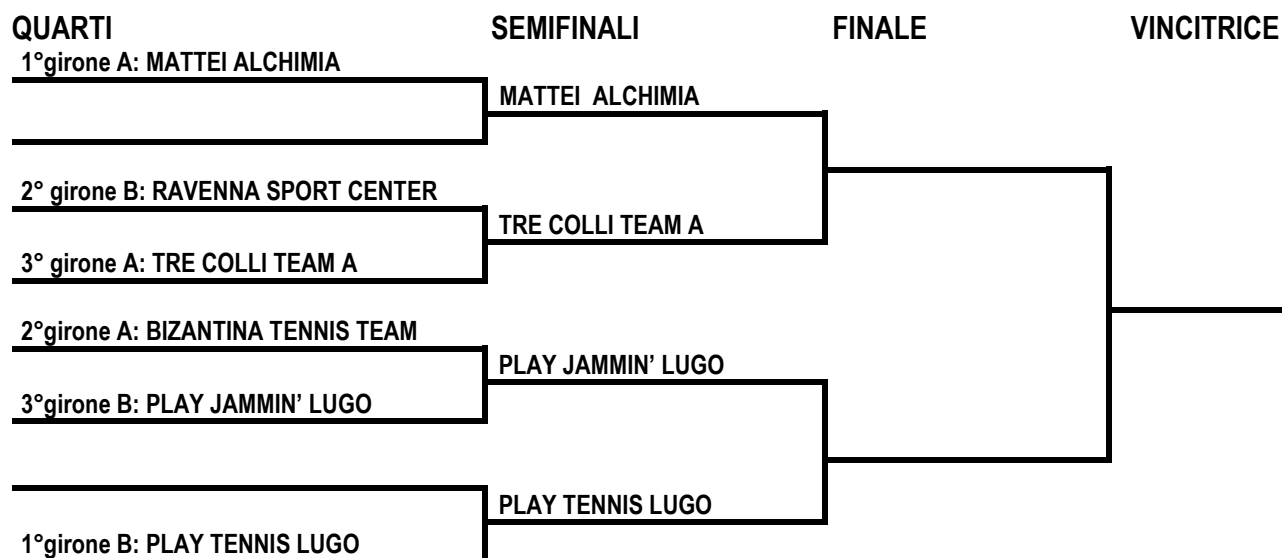 QUARTI SEMIFINALI FINALE VINCITRICE
1°girone A: MATTEI ALCHIMIA
MATTEI ALCHIMIA
2° girone B: RAVENNA SPORT CENTER
TRE COLLI TEAM A
3° girone A: TRE COLLI TEAM A
2°girone A: BIZANTINA TENNIS TEAM
PLAY JAMMIN’ LUGO
3°girone B: PLAY JAMMIN’ LUGO
PLAY TENNIS LUGO
1°girone B: PLAY TENNIS LUGO